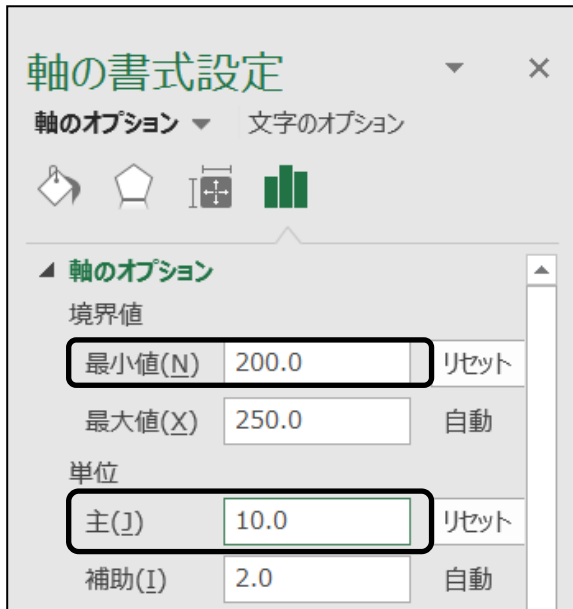 軸の書式設定
軸のオプション 文字のオプション
軸のオプション
境界値
最小値(N) 200.0 リセット
最大値(X) 250.0 自動
単位
主(J) 10.0 リセット
補助(I) 2.0 自動